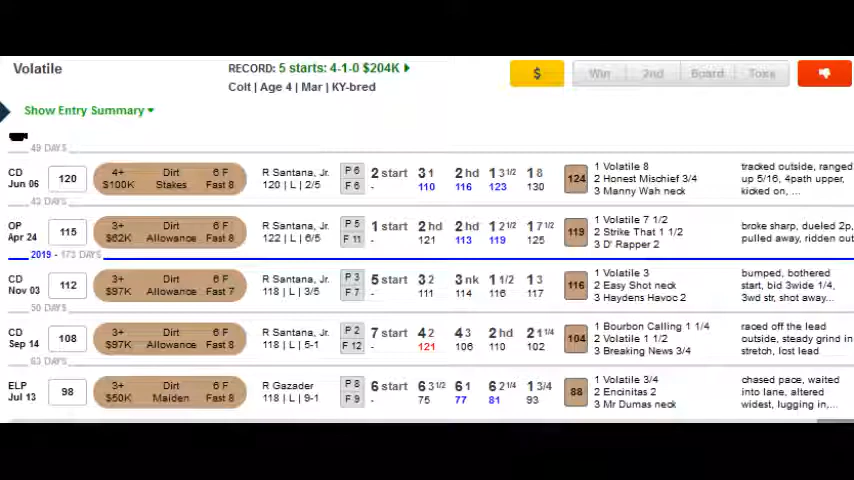 Volatile
RECORD: 5 starts: 4-1-0 $204K
Colt | Age 4 | Mar | KY-bred
$ Win 2nd Board Toss
Show Entry Summary
49 DAYS
CD Jun 06 120 4+ $100K Dirt Stakes 6 F Fast 8 R Santana, Jr. 120 | L | 2/5 P 6 F 6 2 start - 3 1 110 2 hd 116 1 3 1/2 123 1 8 130 124 1 Volatile 8 2 Honest Mischief 3/4 3 Manny Wah neck tracked outside, ranged up 5/16, 4path upper, kicked on, ...
43 DAYS
OP Apr 24 115 3+ $62K Dirt Allowance 6 F Fast 8 R Santana, Jr. 122 | L | 6/5 P 5 F 11 1 start - 2 hd 121 2 hd 113 1 2 1/2 119 1 7 1/2 125 119 1 Volatile 7 1/2 2 Strike That 1 1/2 3 D' Rapper 2 broke sharp, dueled 2p, pulled away, ridden out
2019 - 173 DAYS
CD Nov 03 112 3+ $97K Dirt Allowance 6 F Fast 7 R Santana, Jr. 118 | L | 3/5 P 3 F 7 5 start - 3 2 111 3 nk 114 1 1/2 116 1 3 117 116 1 Volatile 3 2 Easy Shot neck 3 Haydens Havoc 2 bumped, bothered start, bid 3wide 1/4, 3wd str, shot away...
50 DAYS
CD Sep 14 108 3+ $97K Dirt Allowance 6 F Fast 8 R Santana, Jr. 118 | L | 5-1 P 2 F 12 7 start - 4 2 121 4 3 106 2 hd 110 2 1 1/4 102 104 1 Bourbon Calling 1 1/4 2 Volatile 1 1/2 3 Breaking News 3/4 raced off the lead outside, steady grind in stretch, lost lead
63 DAYS
ELP Jul 13 98 3+ $50K Dirt Maiden 6 F Fast 8 R Gazader 118 | L | 9-1 P 8 F 9 6 start - 6 3 1/2 75 6 1 77 6 2 1/4 81 1 3/4 93 88 1 Volatile 3/4 2 Encinitas 2 3 Mr Dumas neck chased pace, waited into lane, altered widest, lugging in,...